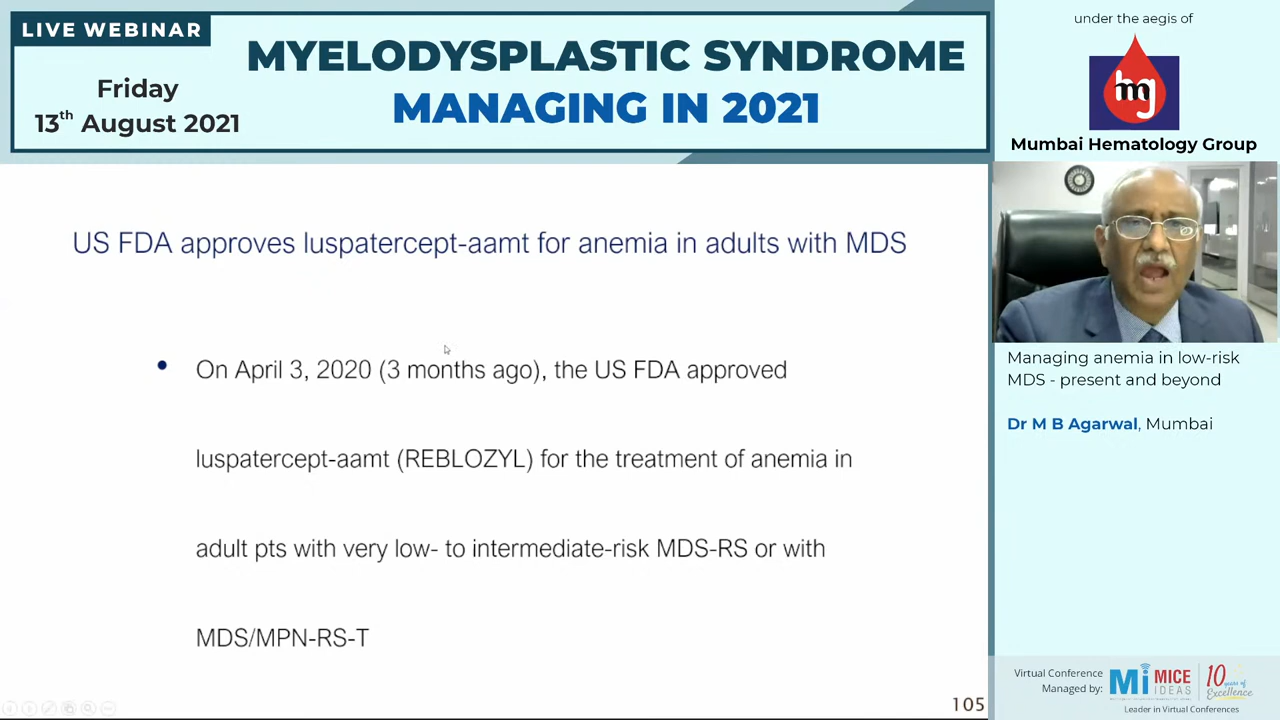 LIVE WEBINAR
Friday
13th August 2021
MYELODYSPLASTIC SYNDROME
MANAGING IN 2021
under the aegis of
hmg
Mumbai Hematology Group
US FDA approves luspatercept-aamt for anemia in adults with MDS
• On April 3, 2020 (3 months ago), the US FDA approved
luspatercept-aamt (REBLOZYL) for the treatment of anemia in
adult pts with very low- to intermediate-risk MDS-RS or with
MDS/MPN-RS-T
105
Managing anemia in low-risk
MDS - present and beyond
Dr M B Agarwal, Mumbai
Virtual Conference
Managed by:
Mi MICE
IDEAS
10 years of
Excellence
Leader in Virtual Conferences